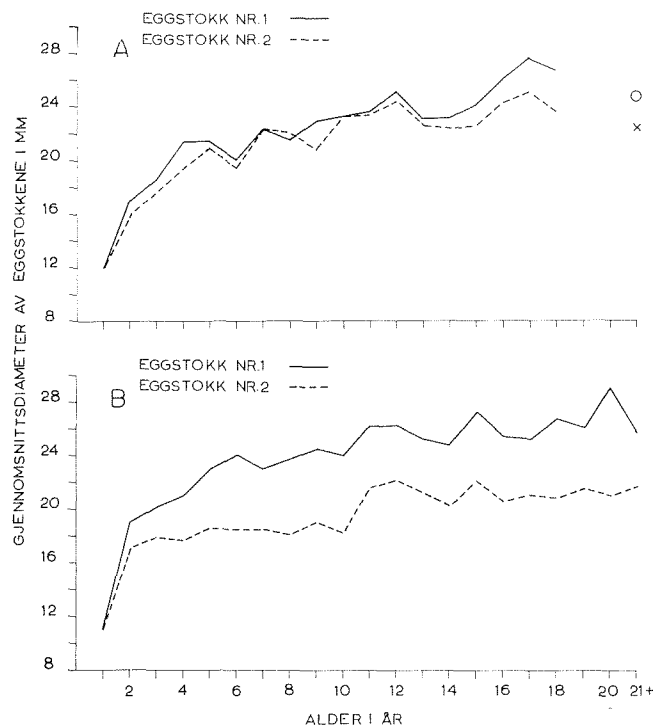 EGGSTOKK NR.1
EGGSTOKK NR.2
A
28
24
20
16
12
8
EGGSTOKK NR.1
EGGSTOKK NR.2
B
28
24
20
16
12
8
2 4 6 8 10 12 14 16 18 20 21+
ALDER I ÅR
GJENNOMSNITTSDIAMETER AV EGGSTOKKENE I MM